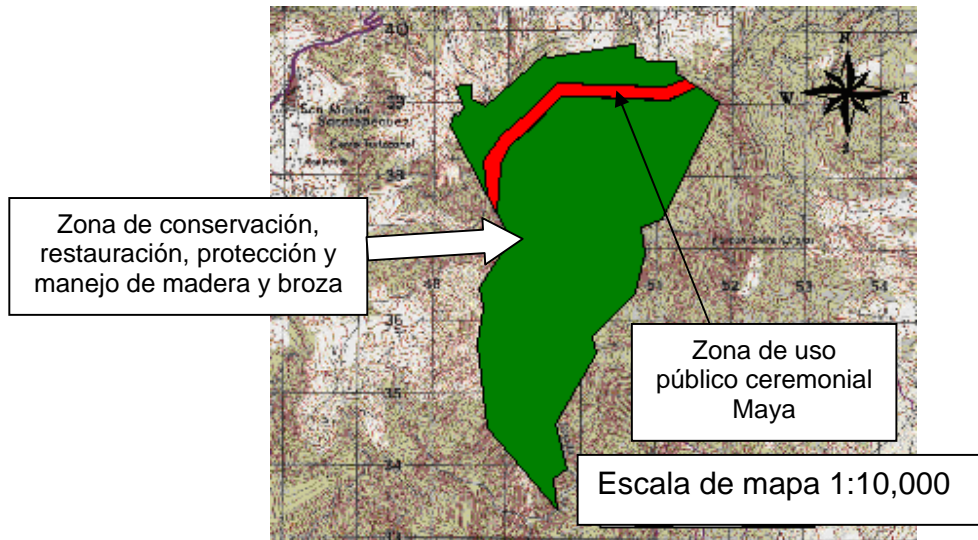 40
N
39
W
E
S
38
Zona de conservación,
restauración, protección y
manejo de madera y broza
51
52
53
54
36
Zona de uso
público ceremonial
Maya
35
34
Escala de mapa 1:10,000